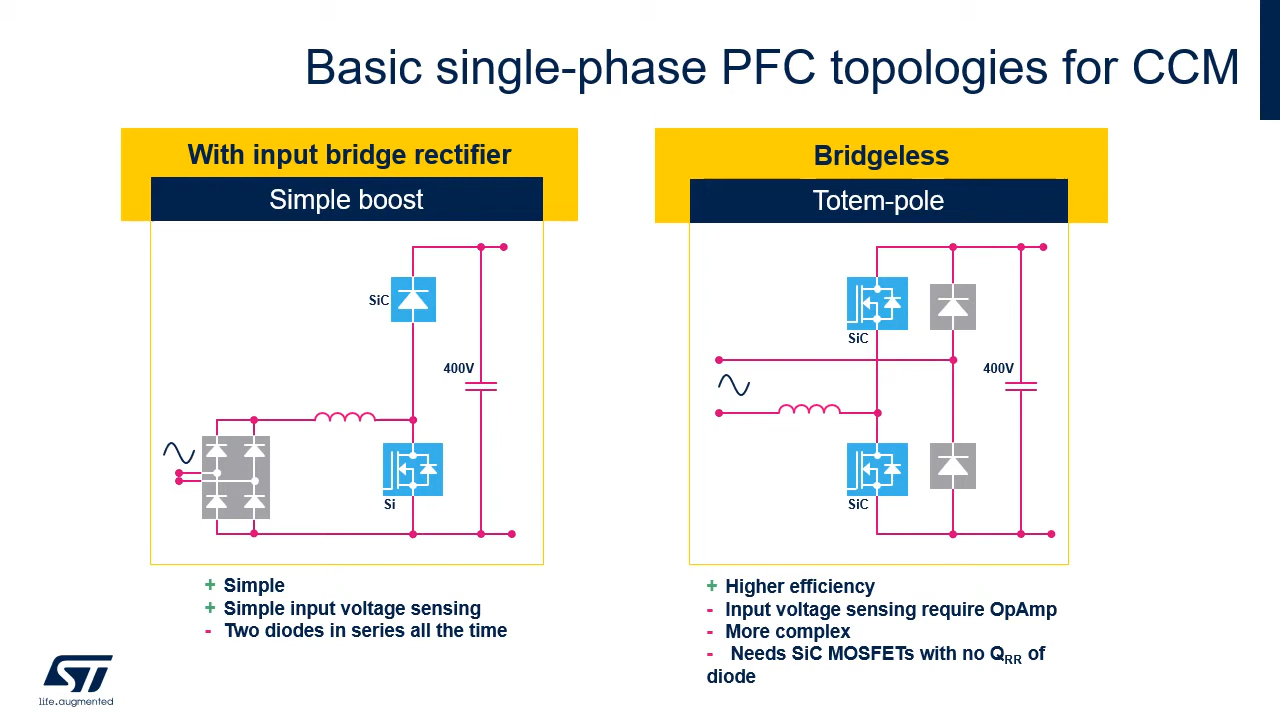 Basic single-phase PFC topologies for CCM
With input bridge rectifier
Simple boost
SiC
400V
Si
+ Simple
+ Simple input voltage sensing
- Two diodes in series all the time
Bridgeless
Totem-pole
SiC
400V
SiC
+ Higher efficiency
- Input voltage sensing require OpAmp
- More complex
- Needs SiC MOSFETs with no QRR of
diode
ST
life.augmented